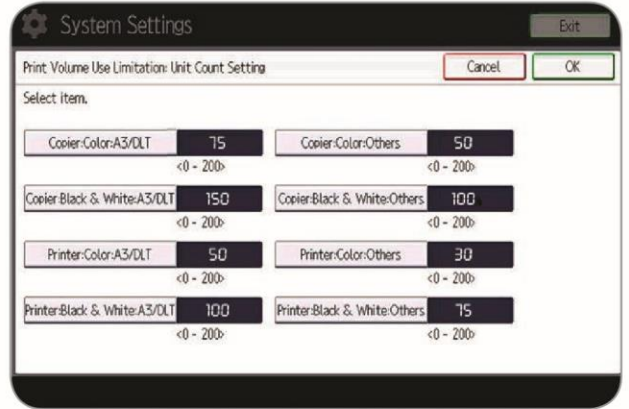 System Settings
Exit
Print Volume Use Limitation: Unit Count Setting
Cancel
OK
Select item.
Copier:Color:A3/DLT 75
Copier:Color:Others 50
<0 - 200>
<0 - 200>
Copier:Black & White:A3/DLT 150
Copier:Black & White:Others 100
<0 - 200>
<0 - 200>
Printer:Color:A3/DLT 50
Printer:Color:Others 30
<0 - 200>
<0 - 200>
Printer:Black & White:A3/DLT 100
Printer:Black & White:Others 75
<0 - 200>
<0 - 200>